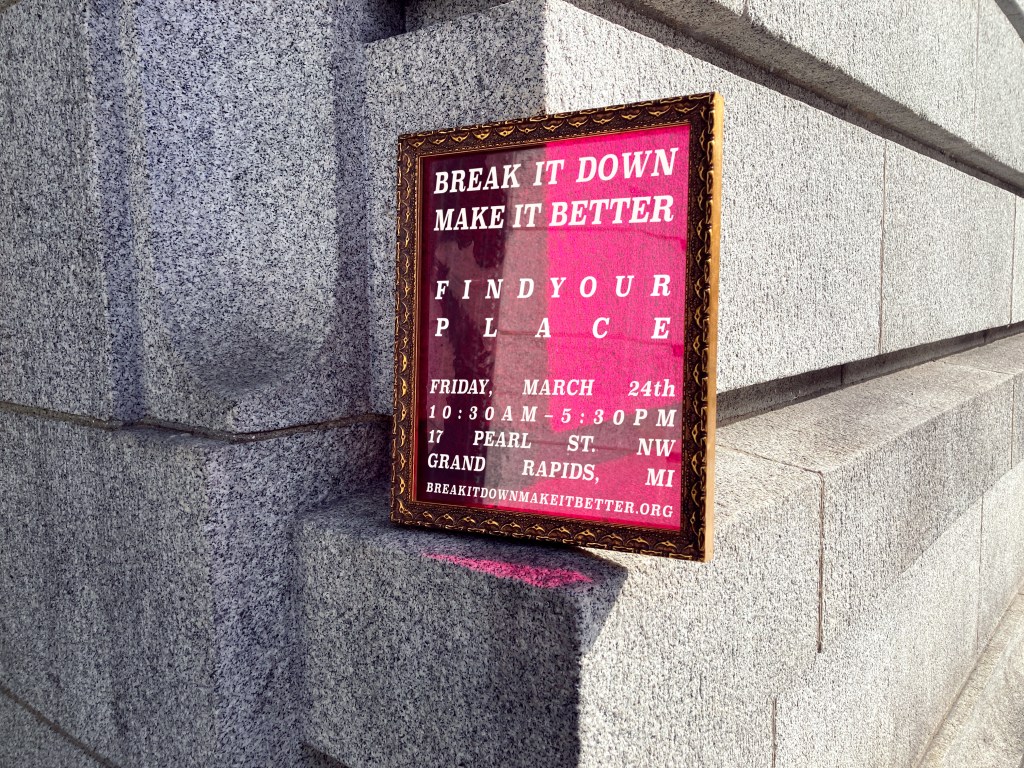 BREAK IT DOWN
MAKE IT BETTER
FIND YOUR
PLACE
FRIDAY, MARCH 24th
10:30AM-5:30PM
17 PEARL ST. NW
GRAND RAPIDS, MI
BREAKITDOWNMAKEITBETTER.ORG